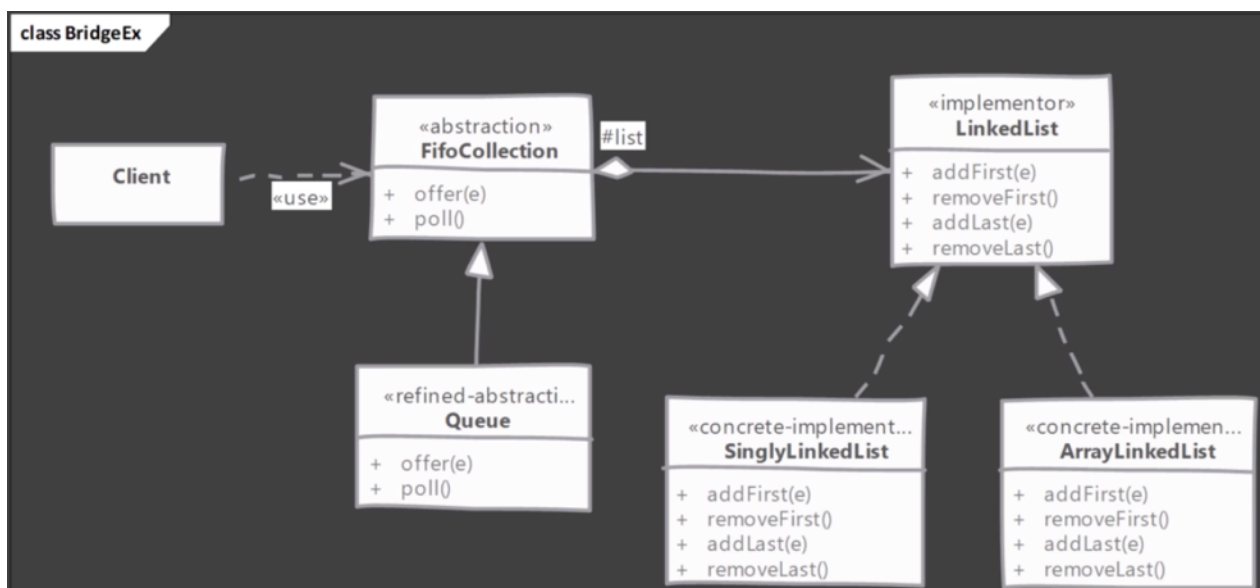 class BridgeEx
Client
«use»
«abstraction»
FifoCollection
+ offer(e)
+ poll()
#list
«implementor»
LinkedList
+ addFirst(e)
+ removeFirst()
+ addLast(e)
+ removeLast()
«refined-abstracti...
Queue
+ offer(e)
+ poll()
«concrete-implement...
SinglyLinkedList
+ addFirst(e)
+ removeFirst()
+ addLast(e)
+ removeLast()
«concrete-implemen...
ArrayLinkedList
+ addFirst(e)
+ removeFirst()
+ addLast(e)
+ removeLast()